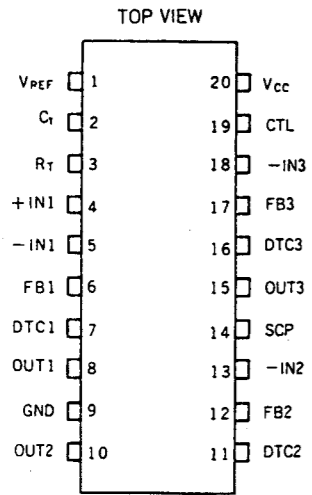 TOP VIEW
VREF 1 20 VCC
CT 2 19 CTL
RT 3 18 −IN3
+IN1 4 17 FB3
−IN1 5 16 DTC3
FB1 6 15 OUT3
DTC1 7 14 SCP
OUT1 8 13 −IN2
GND 9 12 FB2
OUT2 10 11 DTC2